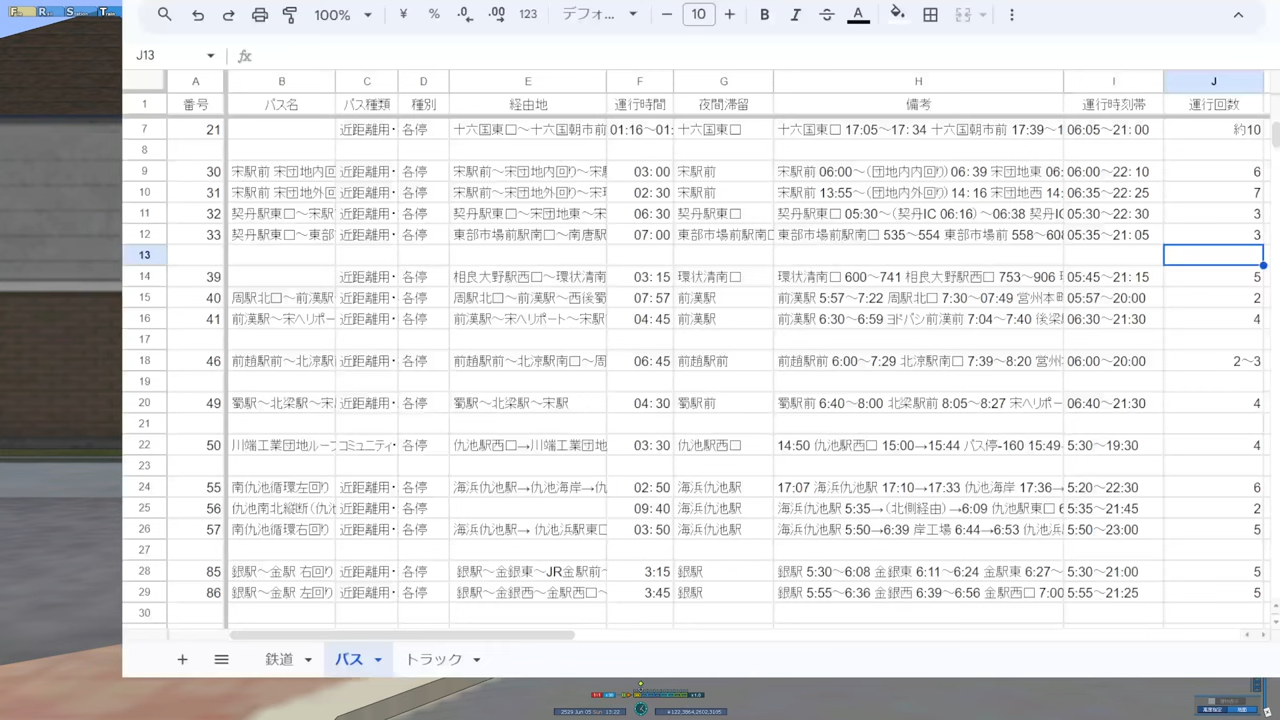 100% ¥ % .0 .00 123 デフォ... 10 B I A
J13 fx
A B C D E F G H I J
1 番号 バス名 バス種類 種別 経由地 運行時間 夜間滞留 備考 運行時刻帯 運行回数
7 21 近距離用・ 各停 十六国東口～十六国朝市前 01:16～01: 十六国東口 十六国東口 17:05～17:34 十六国朝市前 17:39～1 06:05～21:00 約10
8
9 30 宋駅前 宋団地内回 近距離用・ 各停 宋駅前～宋団地内回り～宋 03:00 宋駅前 宋駅前 06:00～(団地内内回り)06:39 宋団地東 06: 06:00～22:10 6
10 31 宋駅前 宋団地外回 近距離用・ 各停 宋駅前～宋団地外回り～宋 02:30 宋駅前 宋駅前 13:55～(団地内外回り)14:16 宋団地西 14: 06:35～21:25 7
11 32 契丹駅東口～宋駅 近距離用・ 各停 契丹駅東口～宋団地東～宋 06:30 契丹駅東口 契丹駅東口 05:30～(契丹IC 06:16)～06:38 契丹IC 05:30～22:30 3
12 33 契丹駅東口～東部 近距離用・ 各停 東部市場前駅南口～南唐駅 07:00 東部市場前駅南口 東部市場前駅南口 535～554 東部市場前 558～608 05:35～21:05 3
13
14 39 近距離用・ 各停 相良大野駅西口～環状清南 03:15 環状清南口 環状清南口 600～741 相良大野駅西口 753～906 05:45～21:15 5
15 40 周駅北口～前漢駅 近距離用・ 各停 周駅北口～前漢駅～西後蜀 07:57 前漢駅 前漢駅 5:57～7:22 周駅北口 7:30～07:49 営州本町 05:57～20:00 2
16 41 前漢駅～宋ヘリポー 近距離用・ 各停 前漢駅～宋ヘリポート～宋駅 04:45 前漢駅 前漢駅 6:30～6:59 ヨドバシ前漢前 7:04～7:40 後梁 06:30～21:30 4
17
18 46 前趙駅前～北涼駅 近距離用・ 各停 前趙駅前～北涼駅南口～周 06:45 前趙駅前 前趙駅前 6:00～7:29 北涼駅南口 7:39～8:20 営州 06:00～20:00 2～3
19
20 49 蜀駅～北梁駅～宋 近距離用・ 各停 蜀駅～北梁駅～宋駅 04:30 蜀駅前 蜀駅前 6:40～8:00 北梁駅前 8:05～8:27 宋ヘリポー 06:40～21:30 4
21
22 50 川端工業団地ループ コミュニティ・ 各停 仇池駅西口→川端工業団地 03:30 仇池駅西口 14:50 仇池駅西口 15:00→15:44 バス停-160 15:49 5:30～19:30 4
23
24 55 南仇池循環左回り 近距離用・ 各停 海浜仇池駅→仇池海岸→仇 02:50 海浜仇池駅 17:07 海浜仇池駅 17:10→17:33 仇池海岸 17:36→ 5:20～22:30 6
25 56 仇池南北縦断(仇池 近距離用・ 各停 09:40 海浜仇池駅 海浜仇池駅 5:35→(北側経由)→6:09 仇池駅東口 6 5:35～21:45 2
26 57 南仇池循環右回り 近距離用・ 各停 海浜仇池駅→ 仇池浜駅東口 03:50 海浜仇池駅 海浜仇池駅 5:50→6:39 岸工場 6:44→6:53 仇池浜 5:50～23:00 5
27
28 85 銀駅～金駅 右回り 近距離用・ 各停 銀駅～金銀東～JR金駅前～ 3:15 銀駅 銀駅 5:30～6:08 金銀東 6:11～6:24 金駅東 6:27～ 5:30～21:00 5
29 86 銀駅～金駅 左回り 近距離用・ 各停 銀駅～金銀西～金駅西口～ 3:45 銀駅 銀駅 5:55～6:36 金銀西 6:39～6:56 金駅西口 7:00 5:55～21:25 5
30
鉄道 バス トラック
2529 Jun 05 Sun 13:22